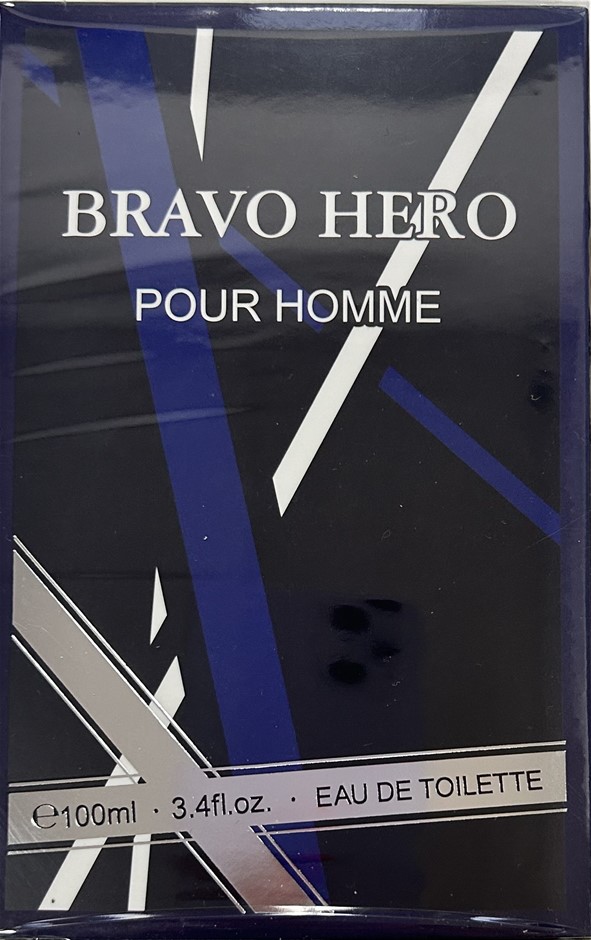 BRAVO HERO
POUR HOMME
℮100ml · 3.4fl.oz. · EAU DE TOILETTE